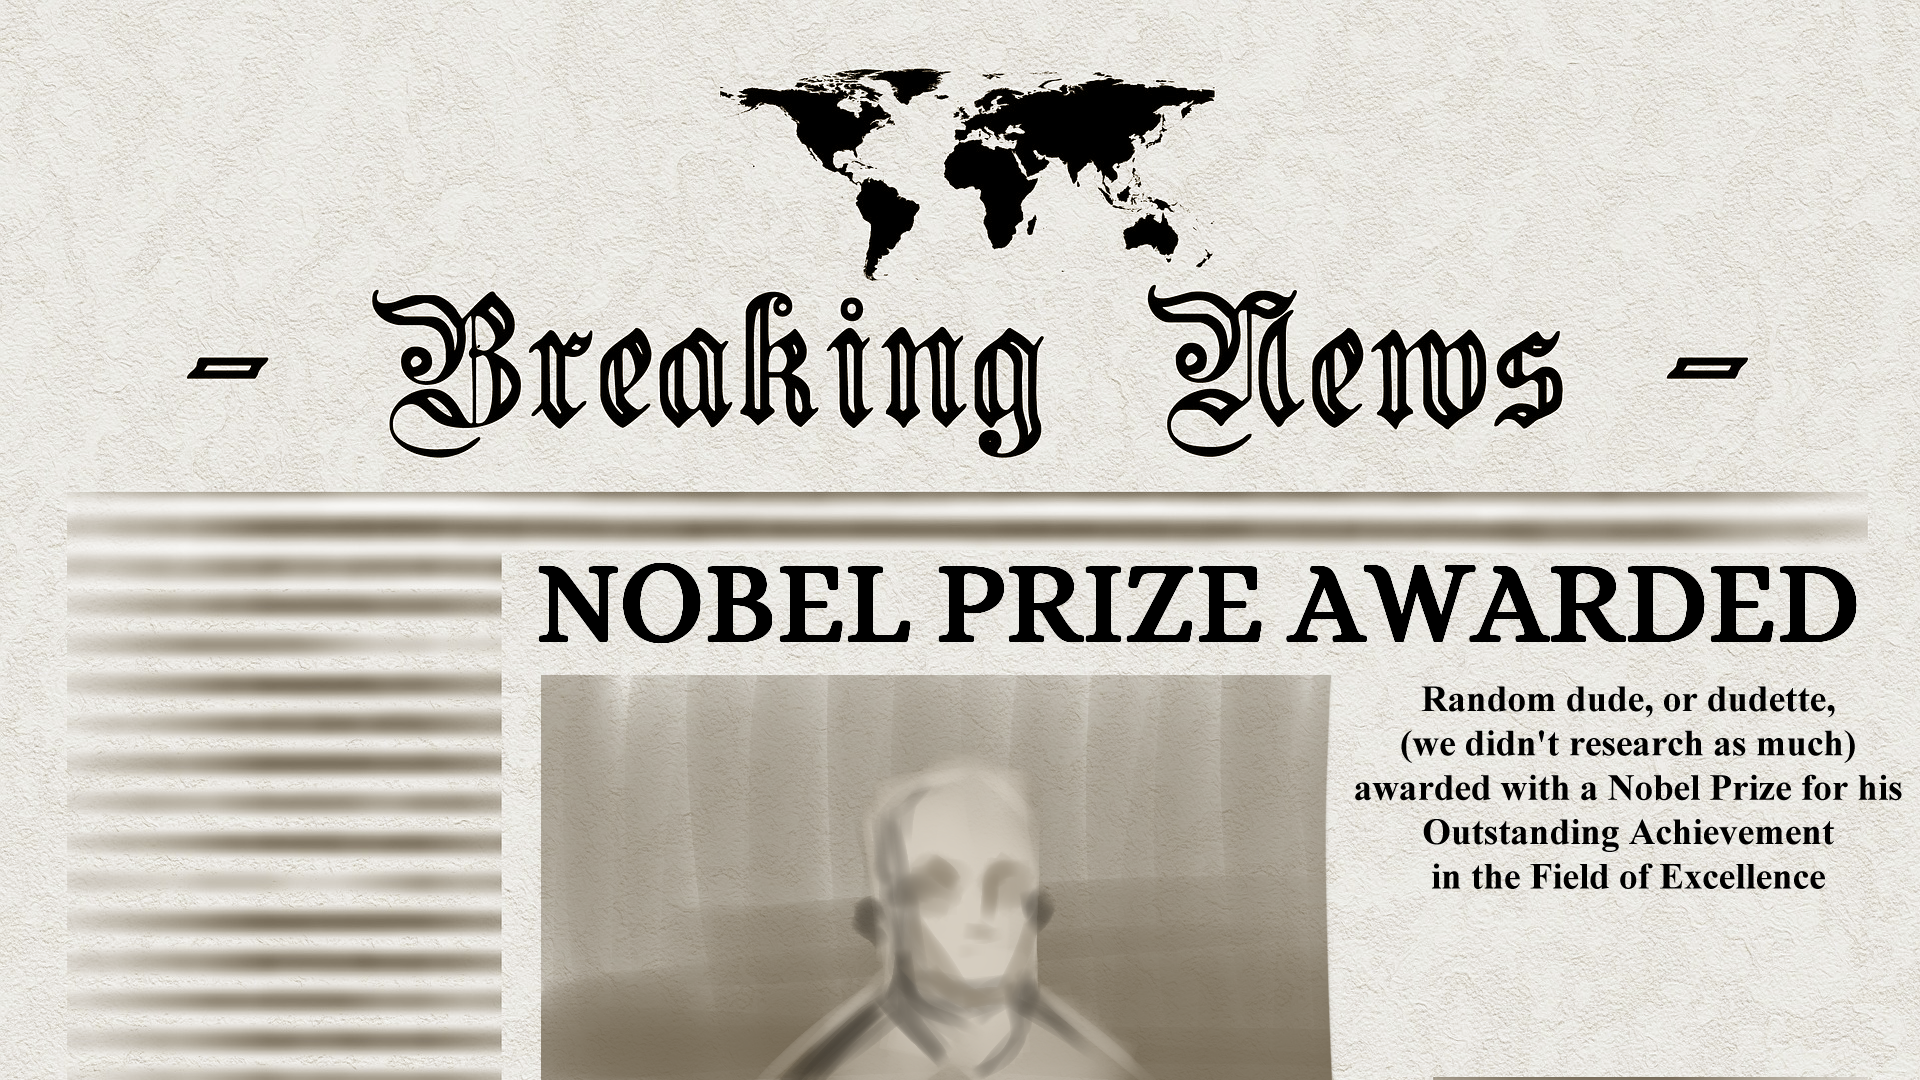 - Breaking News -
NOBEL PRIZE AWARDED
Random dude, or dudette,
(we didn't research as much)
awarded with a Nobel Prize for his
Outstanding Achievement
in the Field of Excellence